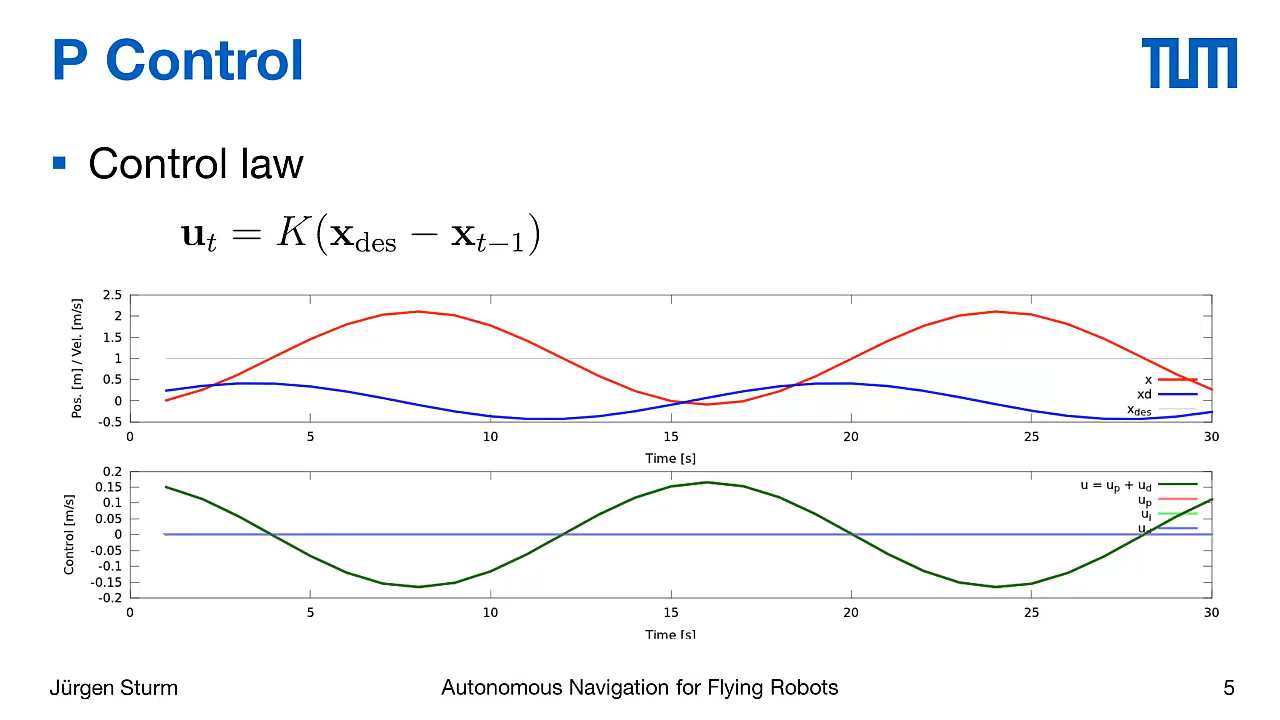 P Control
TUM
Control law
u_t = K(x_des − x_{t−1})
2.5
2
1.5
1
0.5
0
-0.5
Pos. [m] / Vel. [m/s]
x
xd
x_des
0 5 10 15 20 25 30
Time [s]
0.2
0.15
0.1
0.05
0
-0.05
-0.1
-0.15
-0.2
Control [m/s]
u = u_p + u_d
u_p
u_i
u
0 5 10 15 20 25 30
Time [s]
Jürgen Sturm Autonomous Navigation for Flying Robots 5